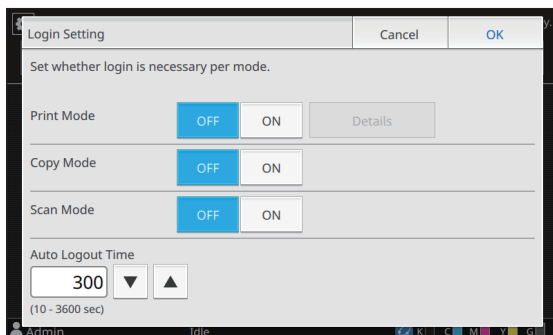 Login Setting Cancel OK
Set whether login is necessary per mode.
Print Mode OFF ON Details
Copy Mode OFF ON
Scan Mode OFF ON
Auto Logout Time
300 ▼ ▲
(10 - 3600 sec)
Admin Idle K C M Y G